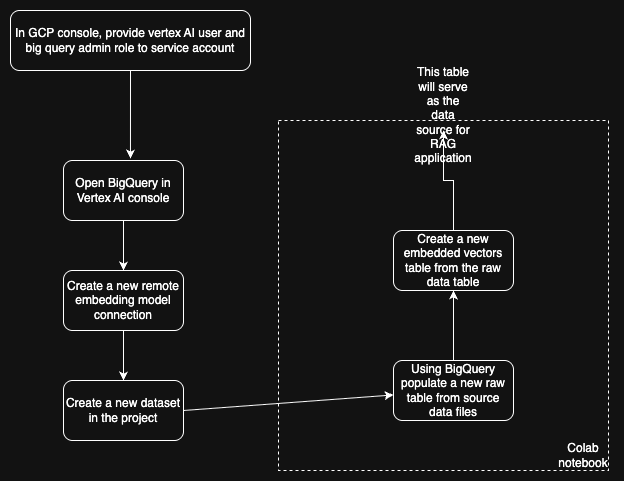 In GCP console, provide vertex AI user and
big query admin role to service account
Open BigQuery in
Vertex AI console
Create a new remote
embedding model
connection
Create a new dataset
in the project
Using BigQuery
populate a new raw
table from source
data files
Create a new
embedded vectors
table from the raw
data table
This table
will serve
as the
data
source for
RAG
application
Colab
notebook